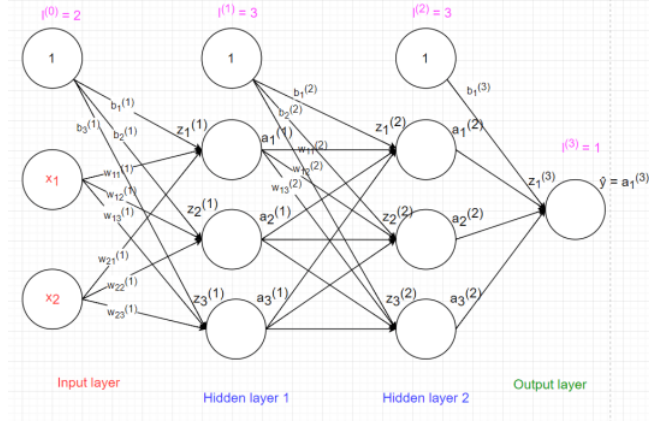 l⁽⁰⁾ = 2
l⁽¹⁾ = 3
l⁽²⁾ = 3
1
1
1
b₁⁽¹⁾
b₂⁽¹⁾
b₃⁽¹⁾
b₁⁽²⁾
b₂⁽²⁾
b₁⁽³⁾
z₁⁽¹⁾
a₁⁽¹⁾
z₁⁽²⁾
a₁⁽²⁾
l⁽³⁾ = 1
x₁
w₁₁⁽¹⁾
w₁₂⁽¹⁾
w₁₃⁽¹⁾
w₁₁⁽²⁾
w₁₂⁽²⁾
w₁₃⁽²⁾
z₁⁽³⁾
ŷ = a₁⁽³⁾
z₂⁽¹⁾
a₂⁽¹⁾
z₂⁽²⁾
a₂⁽²⁾
x₂
w₂₁⁽¹⁾
w₂₂⁽¹⁾
w₂₃⁽¹⁾
z₃⁽¹⁾
a₃⁽¹⁾
z₃⁽²⁾
a₃⁽²⁾
Input layer
Hidden layer 1
Hidden layer 2
Output layer